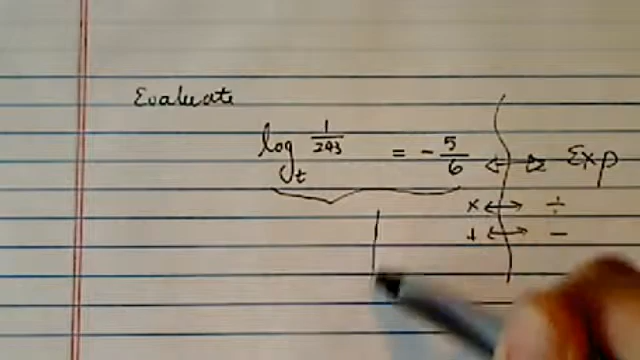 Evaluate
log_t 1/243 = - 5/6 ↔ Exp
× ↔ ÷
+ ↔ −